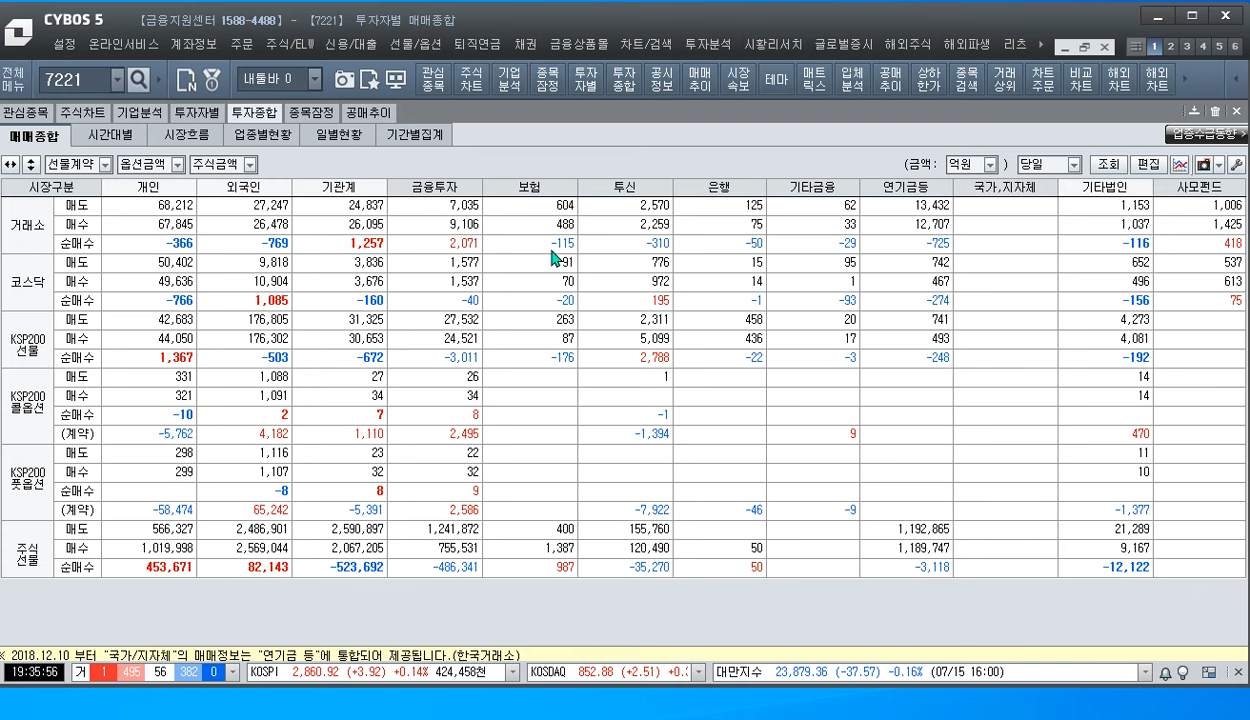 CYBOS 5 【금융지원센터 1588-4488】 - 【7221】 투자자별 매매종합
설정 온라인서비스 계좌정보 주문 주식/ELW 신용/대출 선물/옵션 퇴직연금 채권 금융상품몰 차트/검색 투자분석 시황리서치 글로벌증시 해외주식 해외파생 리츠 1 2 3 4 5 6
전체메뉴 7221 내툴바 0 관심종목 주식차트 기업분석 종목잠정 투자자별 투자종합 공시정보 매매추이 시장속보 테마 매트릭스 입체분석 공매추이 상하한가 종목검색 거래상위 차트주문 비교차트 해외차트 해외차트
관심종목 주식차트 기업분석 투자자별 투자종합 종목잠정 공매추이
매매종합 시간대별 시장흐름 업종별현황 일별현황 기간별집계 업종수급동향
선물계약 옵션금액 주식금액 (금액: 억원 ) 당일 조회 편집
시장구분 개인 외국인 기관계 금융투자 보험 투신 은행 기타금융 연기금등 국가,지자체 기타법인 사모펀드
거래소 매도 68,212 27,247 24,837 7,035 604 2,570 125 62 13,432 1,153 1,006
매수 67,845 26,478 26,095 9,106 488 2,259 75 33 12,707 1,037 1,425
순매수 -366 -769 1,257 2,071 -115 -310 -50 -29 -725 -116 418
코스닥 매도 50,402 9,818 3,836 1,577 91 776 15 95 742 652 537
매수 49,636 10,904 3,676 1,537 70 972 14 1 467 496 613
순매수 -766 1,085 -160 -40 -20 195 -1 -93 -274 -156 75
KSP200 선물 매도 42,683 176,805 31,325 27,532 263 2,311 458 20 741 4,273
매수 44,050 176,302 30,653 24,521 87 5,099 436 17 493 4,081
순매수 1,367 -503 -672 -3,011 -176 2,788 -22 -3 -248 -192
KSP200 콜옵션 매도 331 1,088 27 26 1 14
매수 321 1,091 34 34 14
순매수 -10 2 7 8 -1
(계약) -5,762 4,182 1,110 2,495 -1,394 9 470
KSP200 풋옵션 매도 298 1,116 23 22 11
매수 299 1,107 32 32 10
순매수 -8 8 9
(계약) -58,474 65,242 -5,391 2,586 -7,922 -46 -9 -1,377
주식 선물 매도 566,327 2,486,901 2,590,897 1,241,872 400 155,760 1,192,865 21,289
매수 1,019,998 2,569,044 2,067,205 755,531 1,387 120,490 50 1,189,747 9,167
순매수 453,671 82,143 -523,692 -486,341 987 -35,270 50 -3,118 -12,122
※ 2018.12.10 부터 "국가/지자체"의 매매정보는 "연기금 등"에 통합되어 제공됩니다.(한국거래소)
19:35:56 거 1 495 56 382 0 KOSPI 2,860.92 (+3.92) +0.14% 424,458천 KOSDAQ 852.88 (+2.51) 대만지수 23,879.36 (-37.57) -0.16% (07/15 16:00)